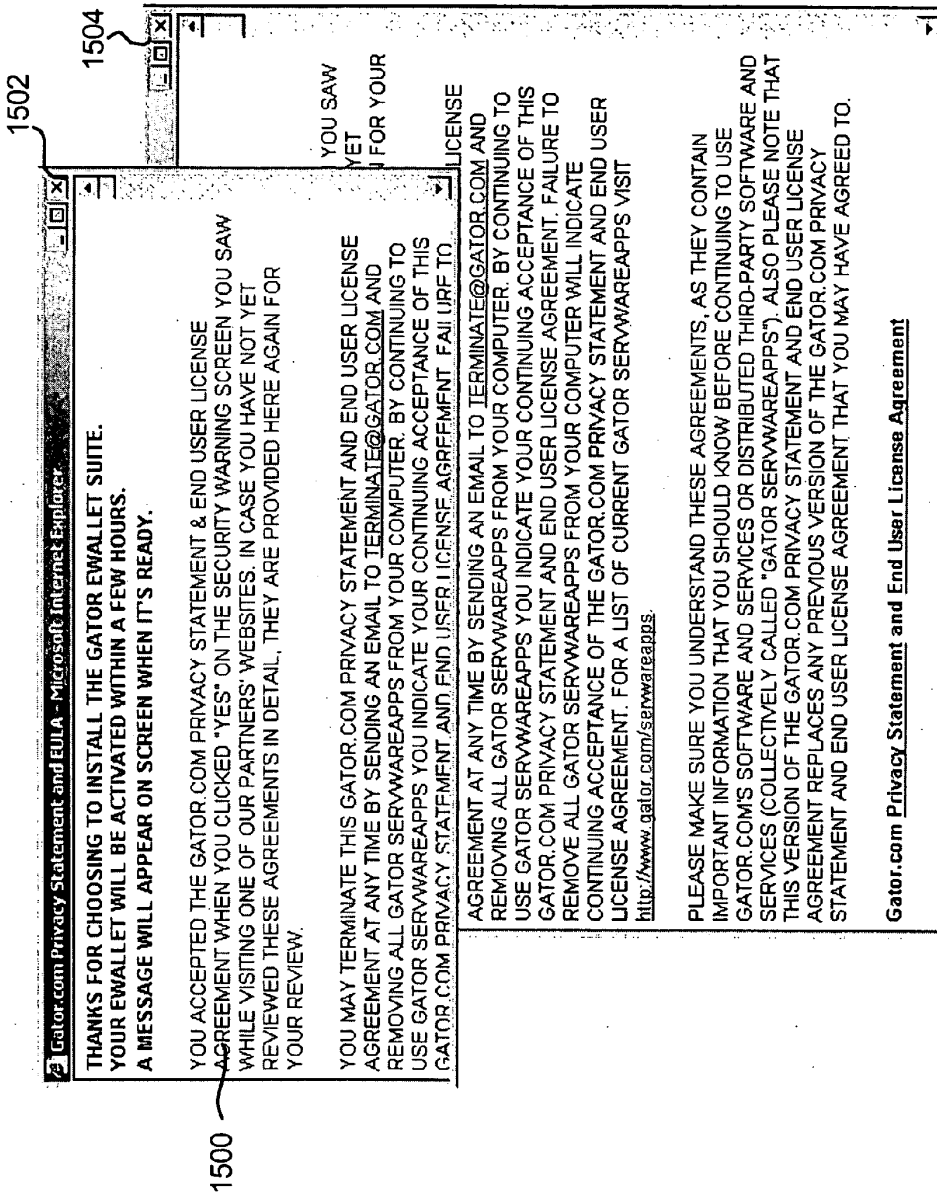 1502
1504
1500
Gator.com Privacy Statement and EULA - Microsoft Internet Explorer
THANKS FOR CHOOSING TO INSTALL THE GATOR EWALLET SUITE.
YOUR EWALLET WILL BE ACTIVATED WITHIN A FEW HOURS.
A MESSAGE WILL APPEAR ON SCREEN WHEN IT'S READY.
YOU ACCEPTED THE GATOR.COM PRIVACY STATEMENT & END USER LICENSE
AGREEMENT WHEN YOU CLICKED "YES" ON THE SECURITY WARNING SCREEN YOU SAW
WHILE VISITING ONE OF OUR PARTNERS' WEBSITES. IN CASE YOU HAVE NOT YET
REVIEWED THESE AGREEMENTS IN DETAIL, THEY ARE PROVIDED HERE AGAIN FOR
YOUR REVIEW.
YOU MAY TERMINATE THIS GATOR.COM PRIVACY STATEMENT AND END USER LICENSE
AGREEMENT AT ANY TIME BY SENDING AN EMAIL TO TERMINATE@GATOR.COM AND
REMOVING ALL GATOR SERVWAREAPPS FROM YOUR COMPUTER. BY CONTINUING TO
USE GATOR SERVWAREAPPS YOU INDICATE YOUR CONTINUING ACCEPTANCE OF THIS
GATOR.COM PRIVACY STATEMENT AND END USER LICENSE AGREEMENT. FAILURE TO
YOU SAW
YET
FOR YOUR
LICENSE
AGREEMENT AT ANY TIME BY SENDING AN EMAIL TO TERMINATE@GATOR.COM AND
REMOVING ALL GATOR SERVWAREAPPS FROM YOUR COMPUTER. BY CONTINUING TO
USE GATOR SERVWAREAPPS YOU INDICATE YOUR CONTINUING ACCEPTANCE OF THIS
GATOR.COM PRIVACY STATEMENT AND END USER LICENSE AGREEMENT. FAILURE TO
REMOVE ALL GATOR SERVWAREAPPS FROM YOUR COMPUTER WILL INDICATE
CONTINUING ACCEPTANCE OF THE GATOR.COM PRIVACY STATEMENT AND END USER
LICENSE AGREEMENT. FOR A LIST OF CURRENT GATOR SERVWAREAPPS VISIT
http://www.gator.com/servwareapps.
PLEASE MAKE SURE YOU UNDERSTAND THESE AGREEMENTS, AS THEY CONTAIN
IMPORTANT INFORMATION THAT YOU SHOULD KNOW BEFORE CONTINUING TO USE
GATOR.COM'S SOFTWARE AND SERVICES OR DISTRIBUTED THIRD-PARTY SOFTWARE AND
SERVICES (COLLECTIVELY CALLED "GATOR SERVWAREAPPS"). ALSO PLEASE NOTE THAT
THIS VERSION OF THE GATOR.COM PRIVACY STATEMENT AND END USER LICENSE
AGREEMENT REPLACES ANY PREVIOUS VERSION OF THE GATOR.COM PRIVACY
STATEMENT AND END USER LICENSE AGREEMENT THAT YOU MAY HAVE AGREED TO.
Gator.com Privacy Statement and End User License Agreement